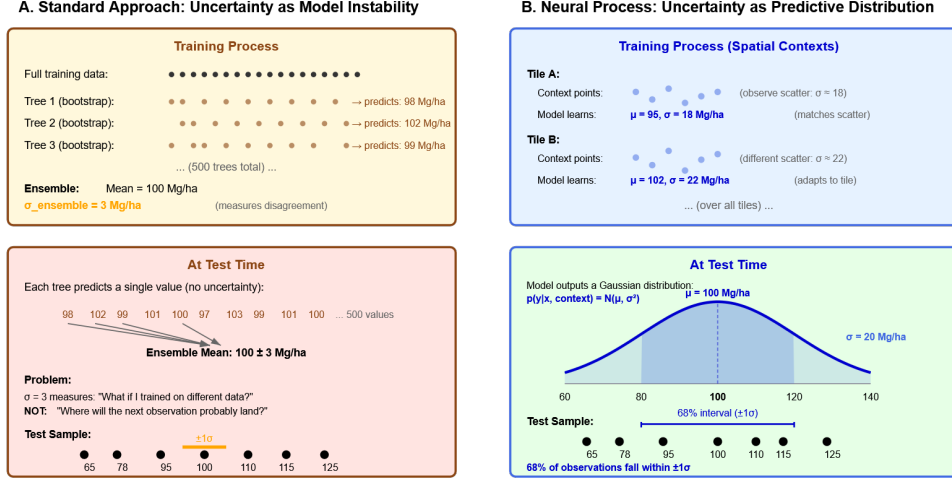 A. Standard Approach: Uncertainty as Model Instability
Training Process
Full training data:
Tree 1 (bootstrap):
→ predicts: 98 Mg/ha
Tree 2 (bootstrap):
→ predicts: 102 Mg/ha
Tree 3 (bootstrap):
→ predicts: 99 Mg/ha
... (500 trees total) ...
Ensemble: Mean = 100 Mg/ha
σ_ensemble = 3 Mg/ha (measures disagreement)
At Test Time
Each tree predicts a single value (no uncertainty):
98 102 99 101 100 97 103 99 101 100 ... 500 values
Ensemble Mean: 100 ± 3 Mg/ha
Problem:
σ = 3 measures: "What if I trained on different data?"
NOT: "Where will the next observation probably land?"
Test Sample:
±1σ
65 78 95 100 110 115 125
B. Neural Process: Uncertainty as Predictive Distribution
Training Process (Spatial Contexts)
Tile A:
Context points: (observe scatter: σ ≈ 18)
Model learns: μ = 95, σ = 18 Mg/ha (matches scatter)
Tile B:
Context points: (different scatter: σ ≈ 22)
Model learns: μ = 102, σ = 22 Mg/ha (adapts to tile)
... (over all tiles) ...
At Test Time
Model outputs a Gaussian distribution:
p(y|x, context) = N(μ, σ²)
μ = 100 Mg/ha
σ = 20 Mg/ha
60 80 100 120 140
68% interval (±1σ)
Test Sample:
65 78 95 100 110 115 125
68% of observations fall within ±1σ